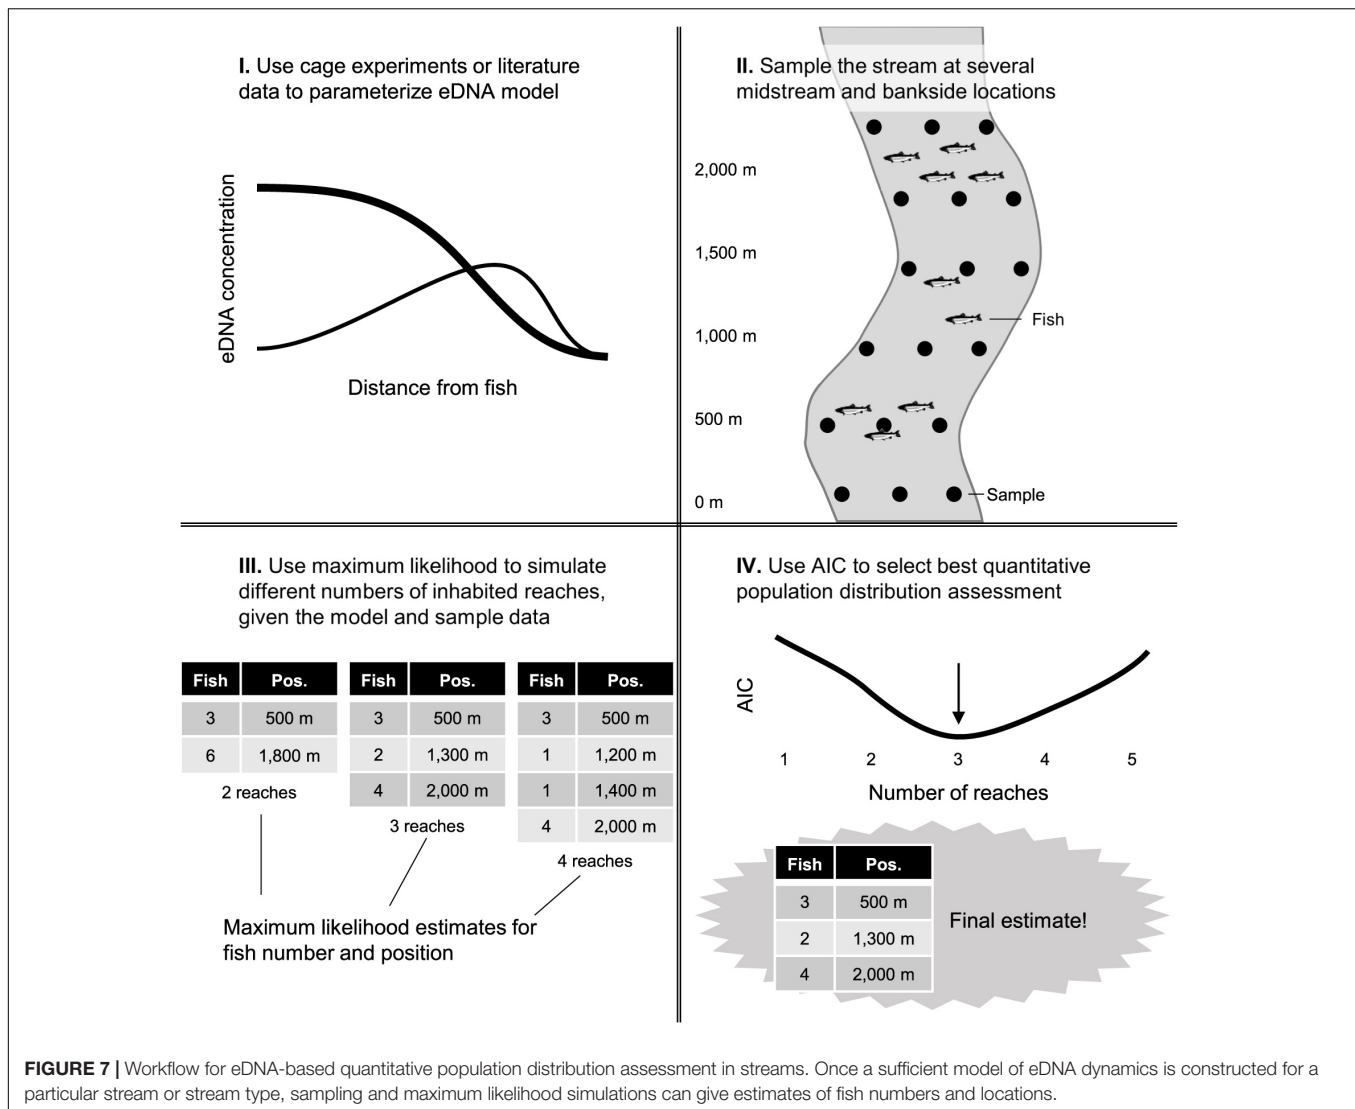 I. Use cage experiments or literature
data to parameterize eDNA model
eDNA concentration
Distance from fish
II. Sample the stream at several
midstream and bankside locations
2,000 m
1,500 m
1,000 m
500 m
0 m
Fish
Sample
III. Use maximum likelihood to simulate
different numbers of inhabited reaches,
given the model and sample data
Fish Pos.
3 500 m
6 1,800 m
2 reaches
Fish Pos.
3 500 m
2 1,300 m
4 2,000 m
3 reaches
Fish Pos.
3 500 m
1 1,200 m
1 1,400 m
4 2,000 m
4 reaches
Maximum likelihood estimates for
fish number and position
IV. Use AIC to select best quantitative
population distribution assessment
AIC
1 2 3 4 5
Number of reaches
Fish Pos.
3 500 m
2 1,300 m
4 2,000 m
Final estimate!
FIGURE 7 | Workflow for eDNA-based quantitative population distribution assessment in streams. Once a sufficient model of eDNA dynamics is constructed for a
particular stream or stream type, sampling and maximum likelihood simulations can give estimates of fish numbers and locations.